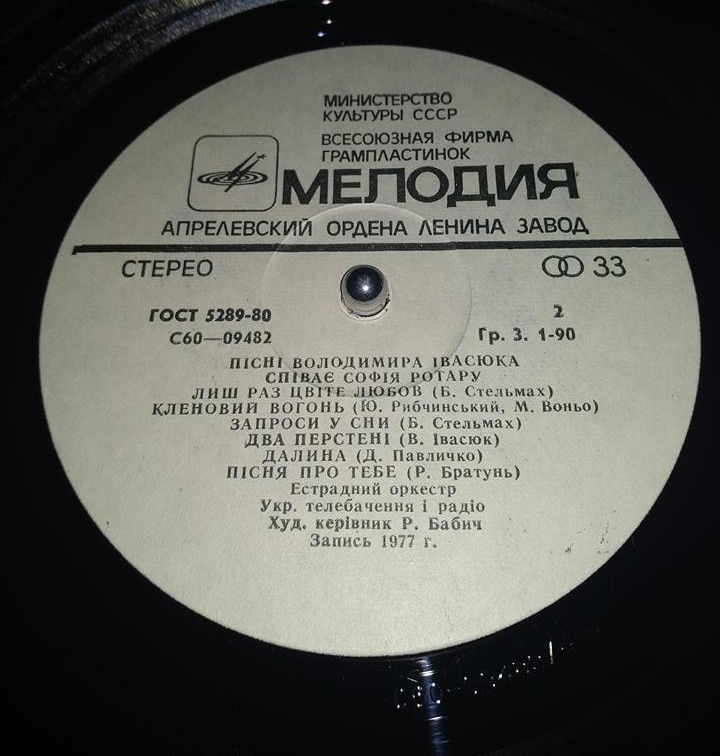 МИНИСТЕРСТВО
КУЛЬТУРЫ СССР
ВСЕСОЮЗНАЯ ФИРМА
ГРАМПЛАСТИНОК
МЕЛОДИЯ
АПРЕЛЕВСКИЙ ОРДЕНА ЛЕНИНА ЗАВОД
СТЕРЕО 33
ГОСТ 5289-80 2
С60—09482 Гр. 3. 1-90
ПІСНІ ВОЛОДИМИРА ІВАСЮКА
СПІВАЄ СОФІЯ РОТАРУ
ЛИШ РАЗ ЦВІТЕ ЛЮБОВ (Б. Стельмах)
КЛЕНОВИЙ ВОГОНЬ (Ю. Рибчинський, М. Воньо)
ЗАПРОСИ У СНИ (Б. Стельмах)
ДВА ПЕРСТЕНІ (В. Івасюк)
ДАЛИНА (Д. Павличко)
ПІСНЯ ПРО ТЕБЕ (Р. Братунь)
Естрадний оркестр
Укр. телебачення і радіо
Худ. керівник Р. Бабич
Запись 1977 г.